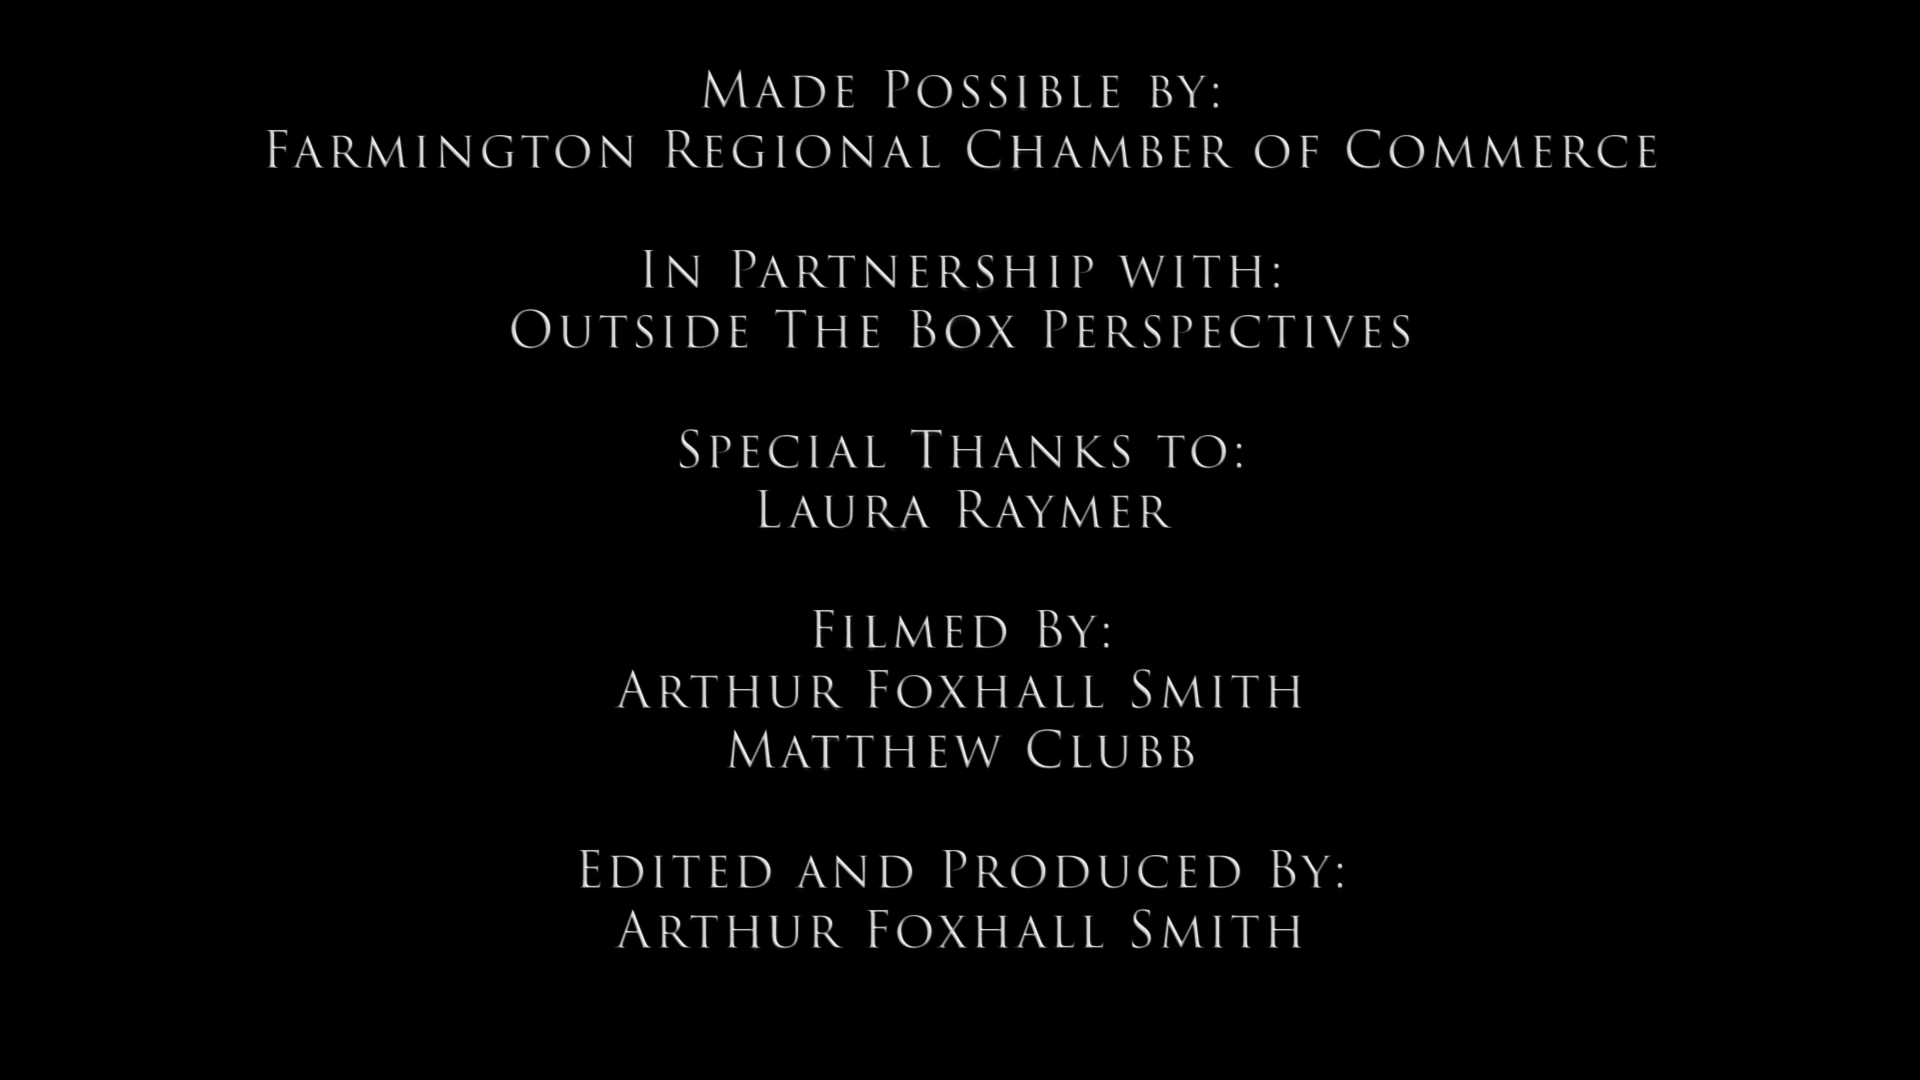 Made Possible by:
Farmington Regional Chamber of Commerce
In Partnership with:
Outside The Box Perspectives
Special Thanks to:
Laura Raymer
Filmed By:
Arthur Foxhall Smith
Matthew Clubb
Edited and Produced By:
Arthur Foxhall Smith